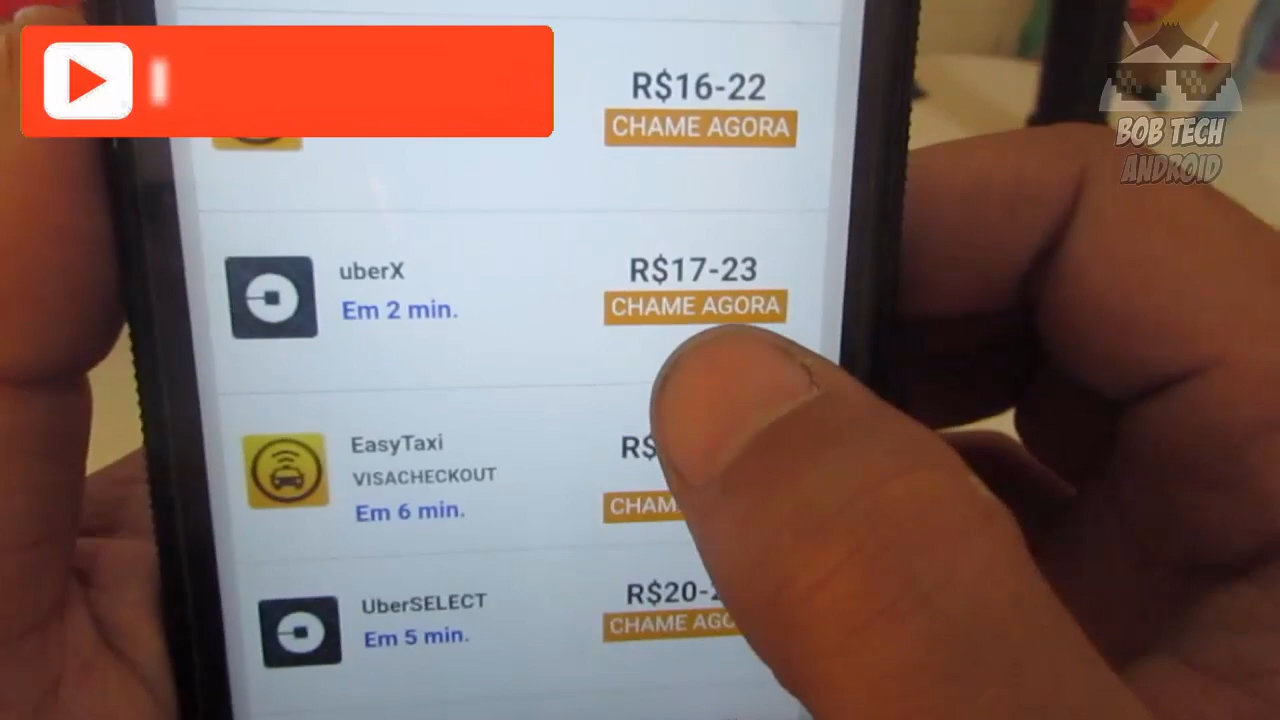 R$16-22
CHAME AGORA
BOB TECH
ANDROID
uberX
Em 2 min.
R$17-23
CHAME AGORA
EasyTaxi
VISACHECKOUT
Em 6 min.
UberSELECT
Em 5 min.